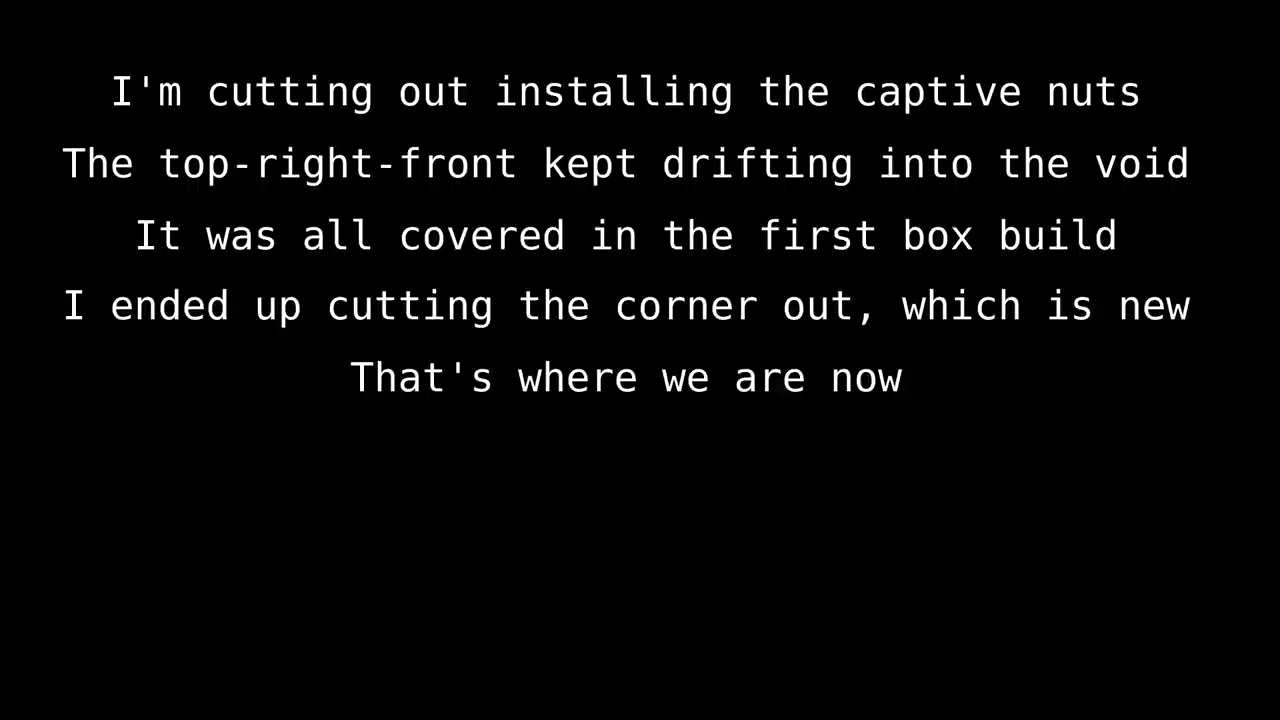 I'm cutting out installing the captive nuts
The top-right-front kept drifting into the void
It was all covered in the first box build
I ended up cutting the corner out, which is new
That's where we are now